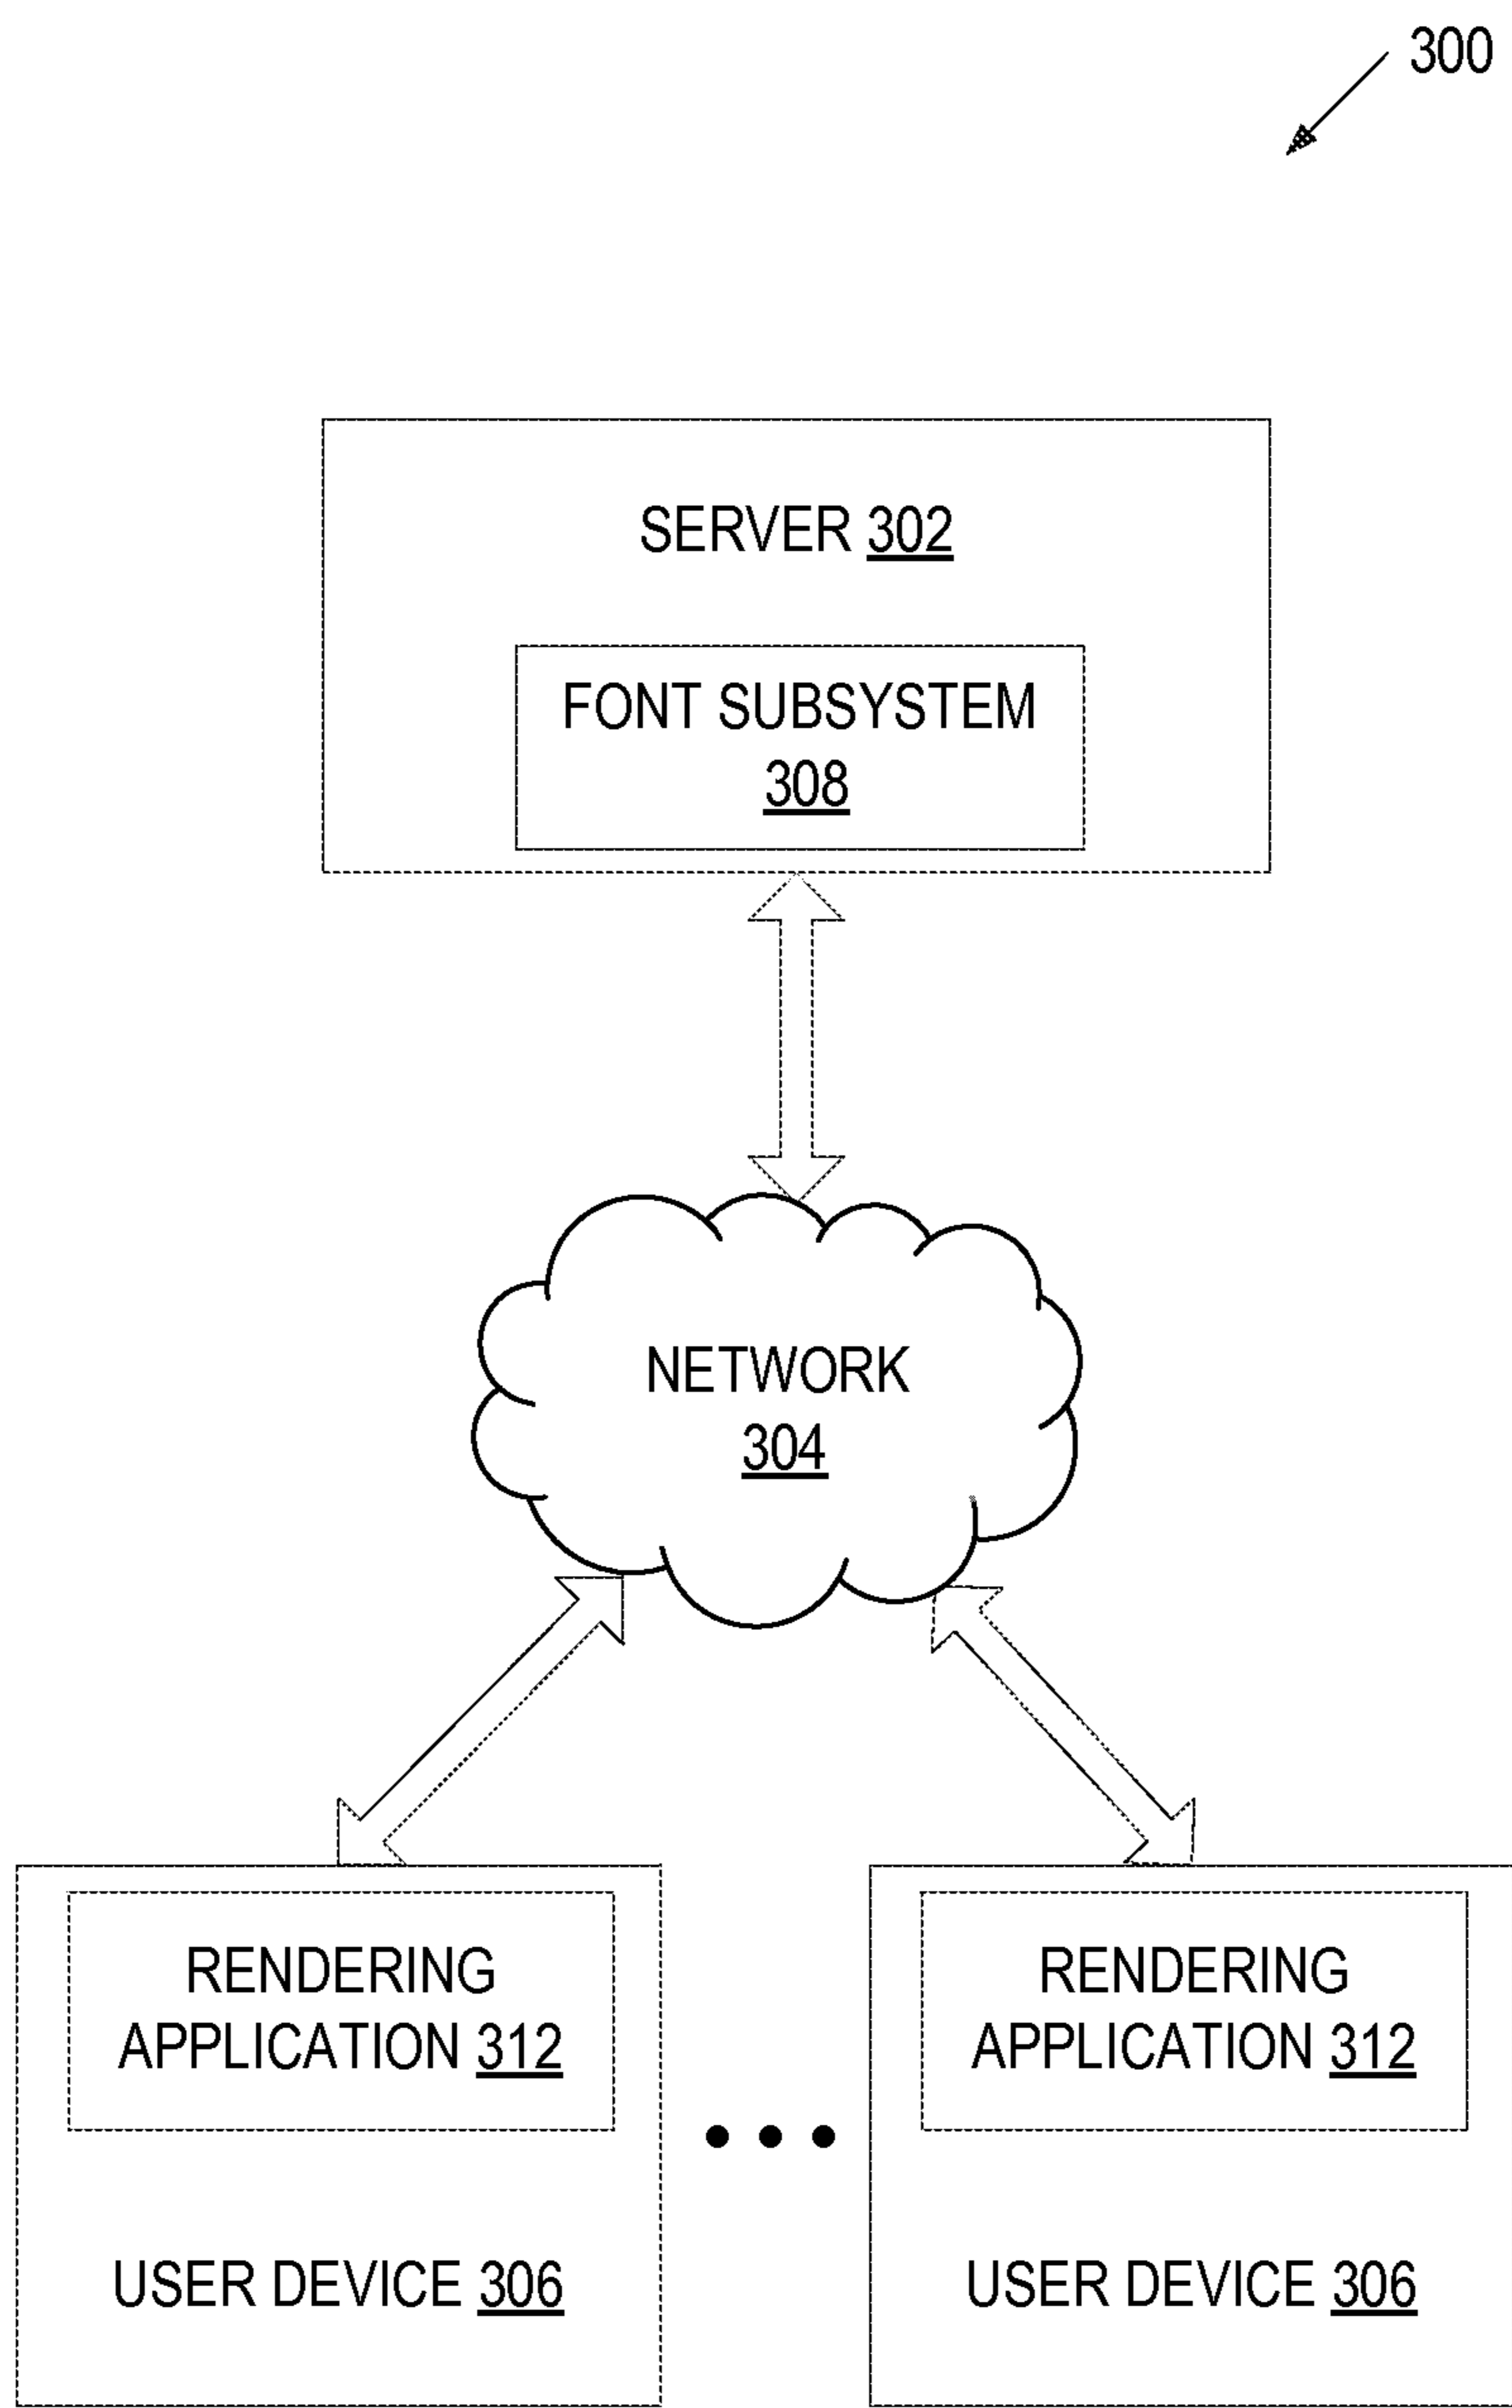 300
SERVER 302
FONT SUBSYSTEM
308
NETWORK
304
RENDERING
APPLICATION 312
USER DEVICE 306
RENDERING
APPLICATION 312
USER DEVICE 306